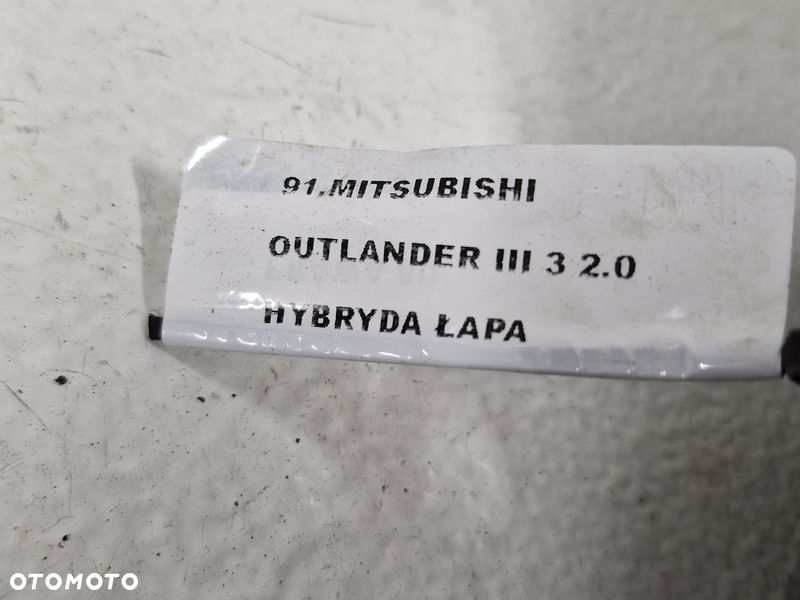 91.MITSUBISHI
OUTLANDER III 3 2.0
HYBRYDA ŁAPA
OTOMOTO